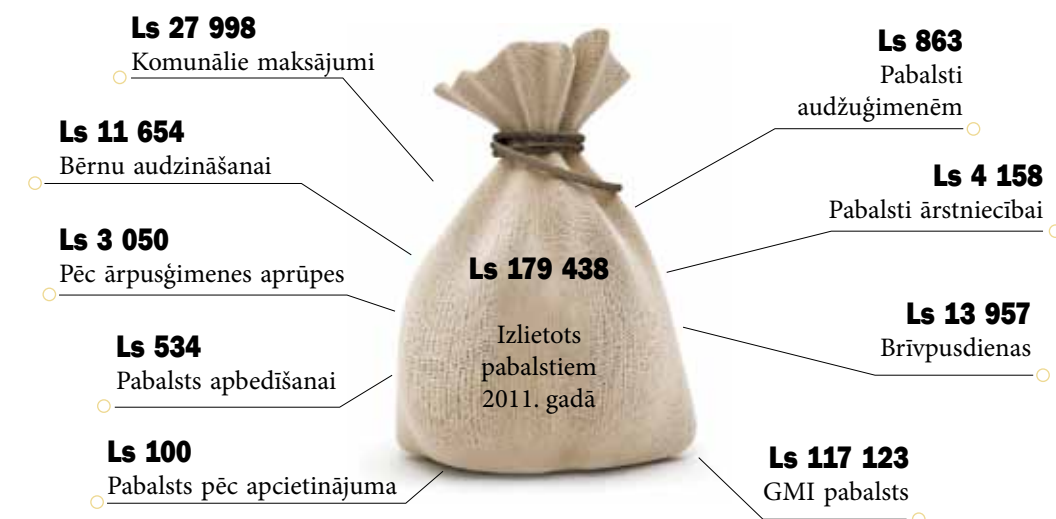 Ls 27 998
Komunālie maksājumi
Ls 11 654
Bērnu audzināšanai
Ls 3 050
Pēc ārpusģimenes aprūpes
Ls 534
Pabalsts apbedīšanai
Ls 100
Pabalsts pēc apcietinājuma
Ls 179 438
Izlietots
pabalstiem
2011. gadā
Ls 863
Pabalsti
audžuģimenēm
Ls 4 158
Pabalsti ārstniecībai
Ls 13 957
Brīvpusdienas
Ls 117 123
GMI pabalsts